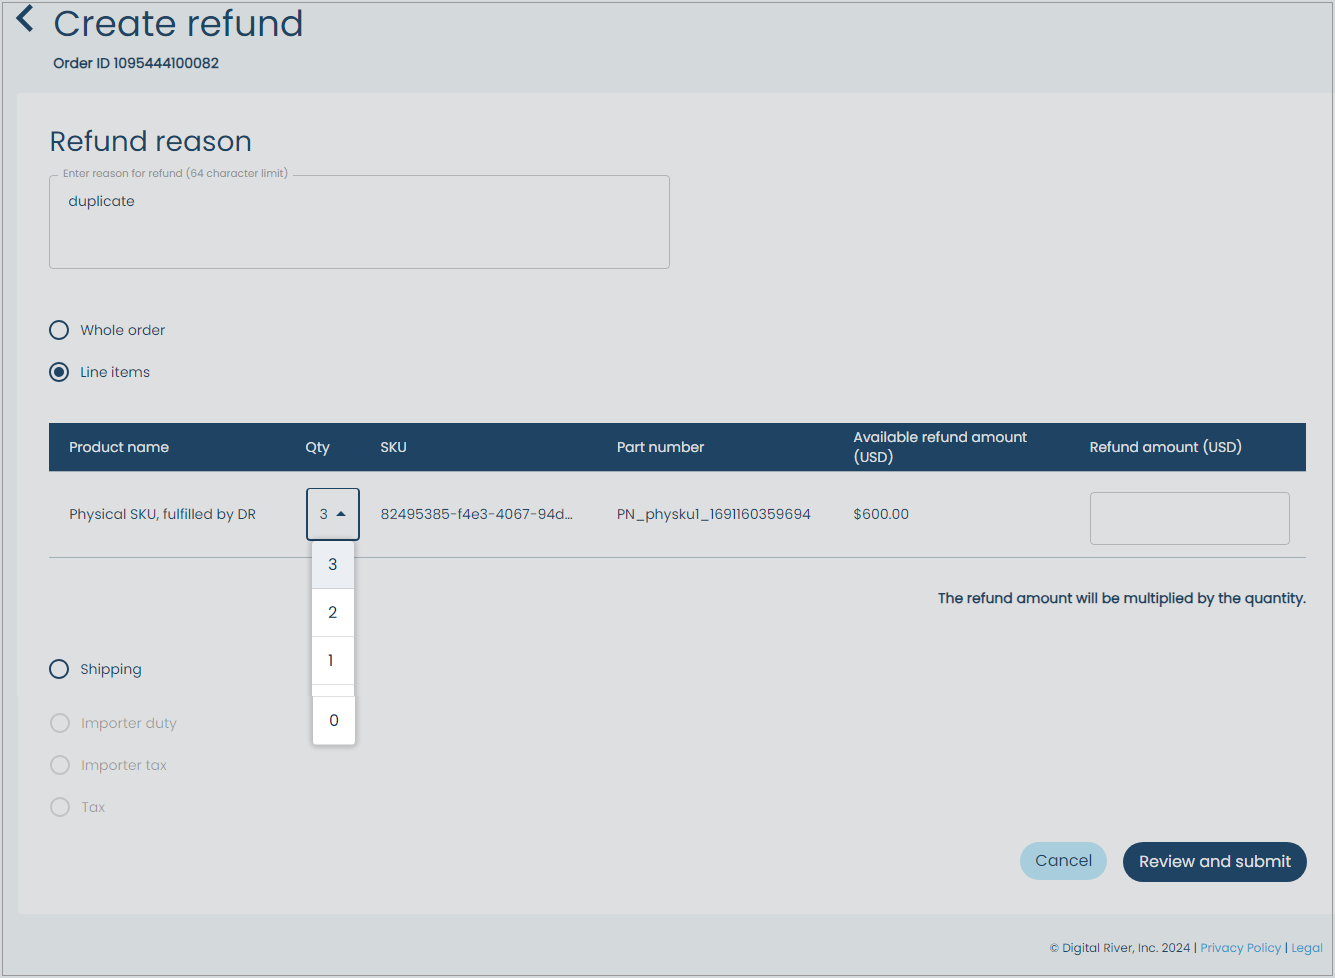 Create refund
Order ID 1095444100082
Refund reason
Enter reason for refund (64 character limit)
duplicate
Whole order
Line items
Product name Qty SKU Part number Available refund amount (USD) Refund amount (USD)
Physical SKU, fulfilled by DR 3 82495385-f4e3-4067-94d... PN_physku1_1691160359694 $600.00
3
2
1
0
The refund amount will be multiplied by the quantity.
Shipping
Importer duty
Importer tax
Tax
Cancel Review and submit
© Digital River, Inc. 2024 | Privacy Policy | Legal